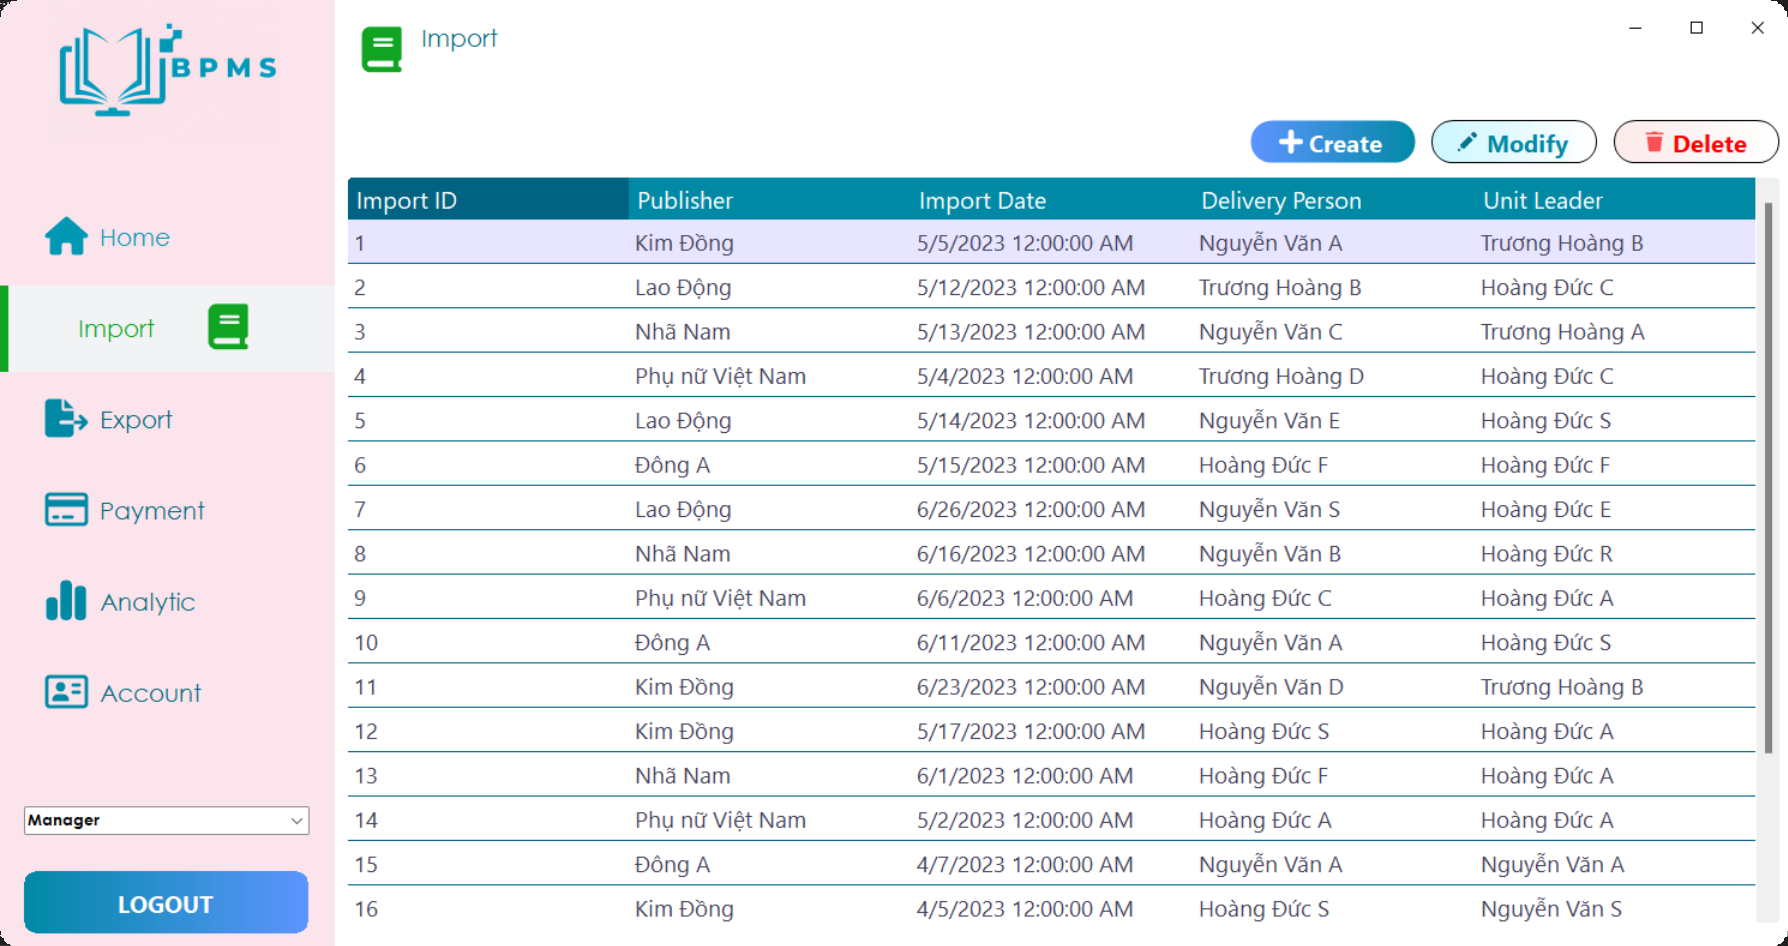 BPMS
Import
Create Modify Delete
Home
Import
Export
Payment
Analytic
Account
Manager
LOGOUT
Import ID Publisher Import Date Delivery Person Unit Leader
1 Kim Đồng 5/5/2023 12:00:00 AM Nguyễn Văn A Trương Hoàng B
2 Lao Động 5/12/2023 12:00:00 AM Trương Hoàng B Hoàng Đức C
3 Nhã Nam 5/13/2023 12:00:00 AM Nguyễn Văn C Trương Hoàng A
4 Phụ nữ Việt Nam 5/4/2023 12:00:00 AM Trương Hoàng D Hoàng Đức C
5 Lao Động 5/14/2023 12:00:00 AM Nguyễn Văn E Hoàng Đức S
6 Đông A 5/15/2023 12:00:00 AM Hoàng Đức F Hoàng Đức F
7 Lao Động 6/26/2023 12:00:00 AM Nguyễn Văn S Hoàng Đức E
8 Nhã Nam 6/16/2023 12:00:00 AM Nguyễn Văn B Hoàng Đức R
9 Phụ nữ Việt Nam 6/6/2023 12:00:00 AM Hoàng Đức C Hoàng Đức A
10 Đông A 6/11/2023 12:00:00 AM Nguyễn Văn A Hoàng Đức S
11 Kim Đồng 6/23/2023 12:00:00 AM Nguyễn Văn D Trương Hoàng B
12 Kim Đồng 5/17/2023 12:00:00 AM Hoàng Đức S Hoàng Đức A
13 Nhã Nam 6/1/2023 12:00:00 AM Hoàng Đức F Hoàng Đức A
14 Phụ nữ Việt Nam 5/2/2023 12:00:00 AM Hoàng Đức A Hoàng Đức A
15 Đông A 4/7/2023 12:00:00 AM Nguyễn Văn A Nguyễn Văn A
16 Kim Đồng 4/5/2023 12:00:00 AM Hoàng Đức S Nguyễn Văn S